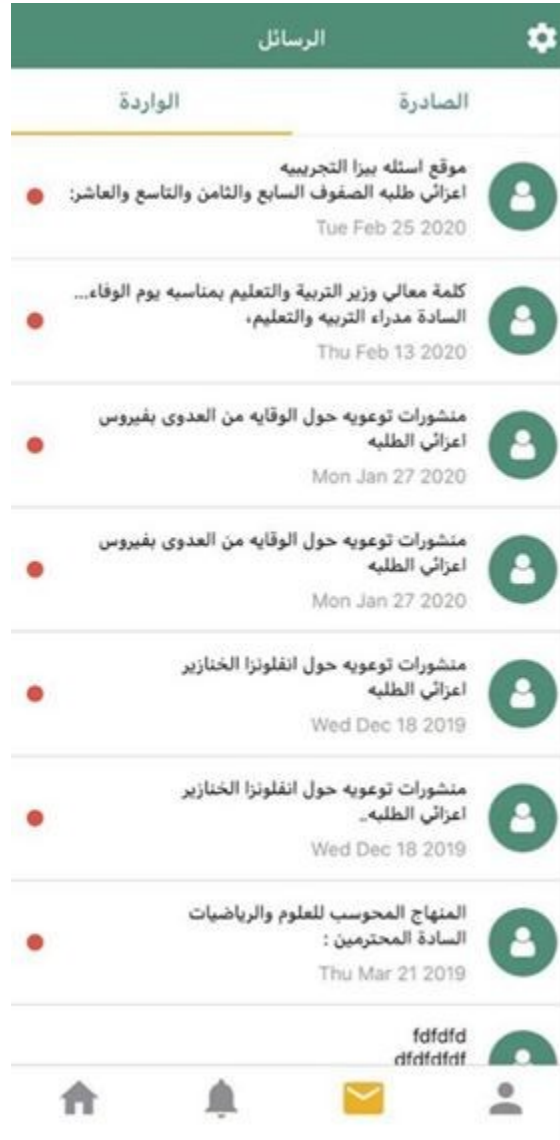 الرسائل
الصادرة
الواردة
موقع اسئله بيزا التجريبيه
اعزائي طلبه الصفوف السابع والثامن والتاسع والعاشر:
Tue Feb 25 2020
كلمة معالي وزير التربية والتعليم بمناسبه يوم الوفاء...
السادة مدراء التربيه والتعليم،
Thu Feb 13 2020
منشورات توعويه حول الوقايه من العدوى بفيروس
اعزائي الطلبه
Mon Jan 27 2020
منشورات توعويه حول الوقايه من العدوى بفيروس
اعزائي الطلبه
Mon Jan 27 2020
منشورات توعويه حول انفلونزا الخنازير
اعزائي الطلبه
Wed Dec 18 2019
منشورات توعويه حول انفلونزا الخنازير
اعزائي الطلبه..
Wed Dec 18 2019
المنهاج المحوسب للعلوم والرياضيات
السادة المحترمين :
Thu Mar 21 2019
fdfdfd
dfdfdfdf